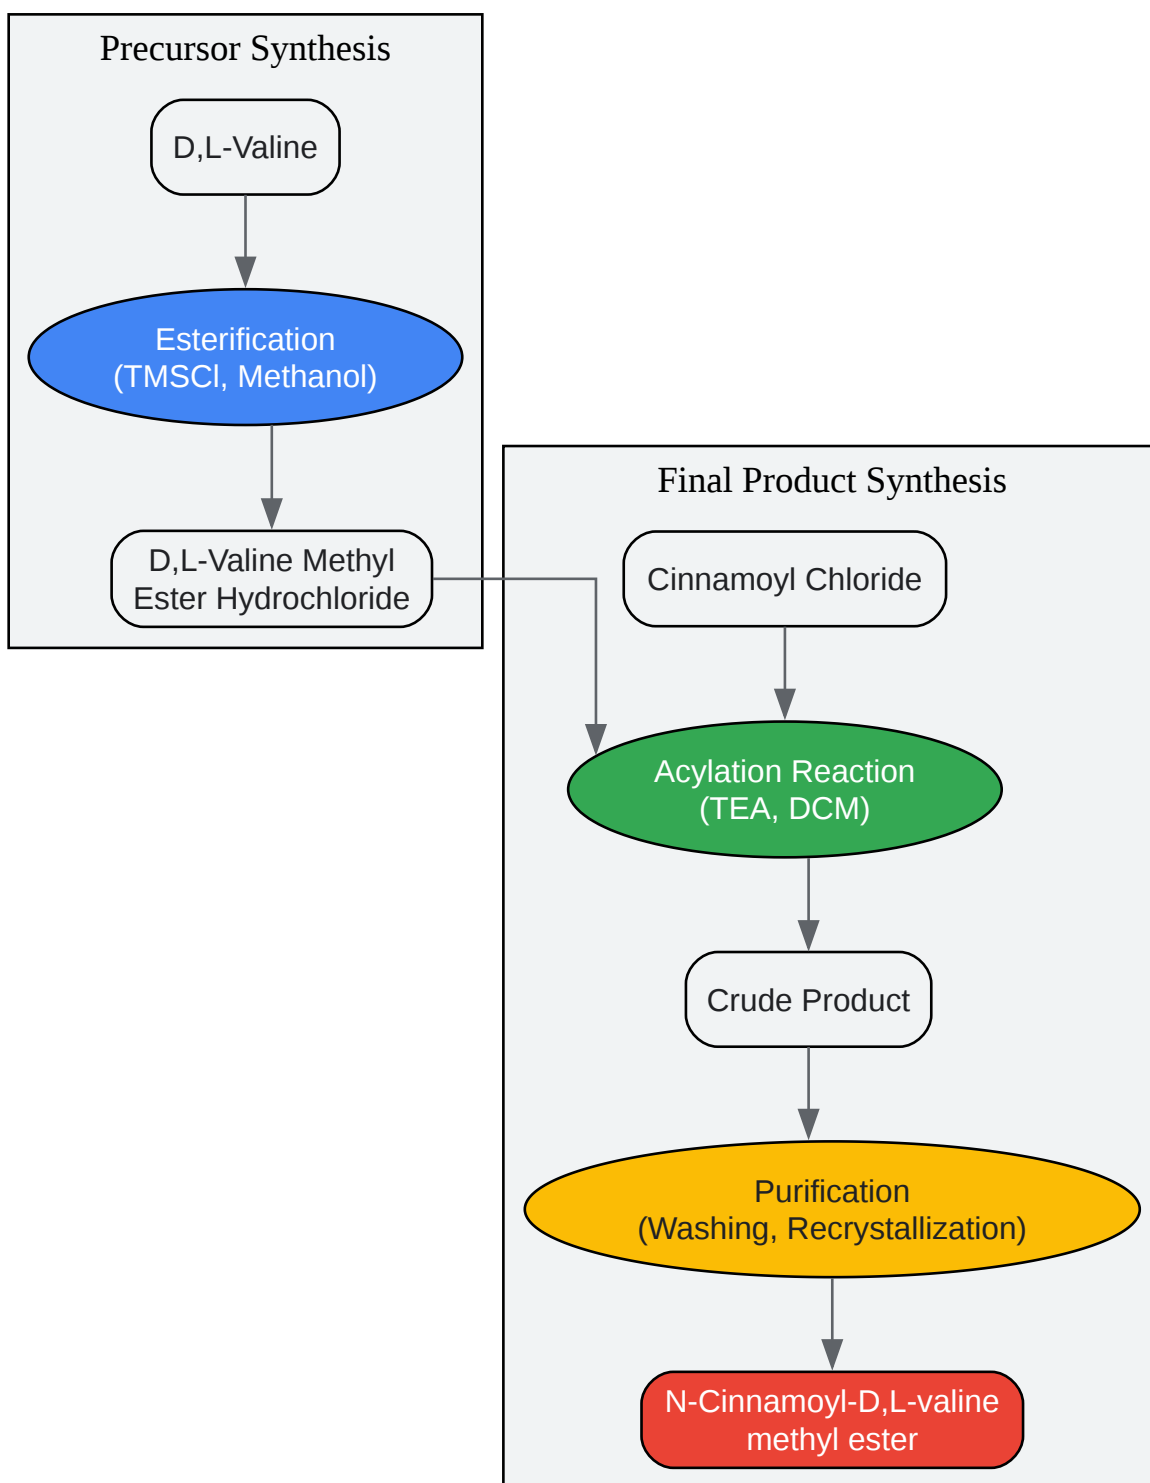 Precursor Synthesis
D,L-Valine
Esterification
(TMSCl, Methanol)
D,L-Valine Methyl
Ester Hydrochloride
Final Product Synthesis
Cinnamoyl Chloride
Acylation Reaction
(TEA, DCM)
Crude Product
Purification
(Washing, Recrystallization)
N-Cinnamoyl-D,L-valine
methyl ester